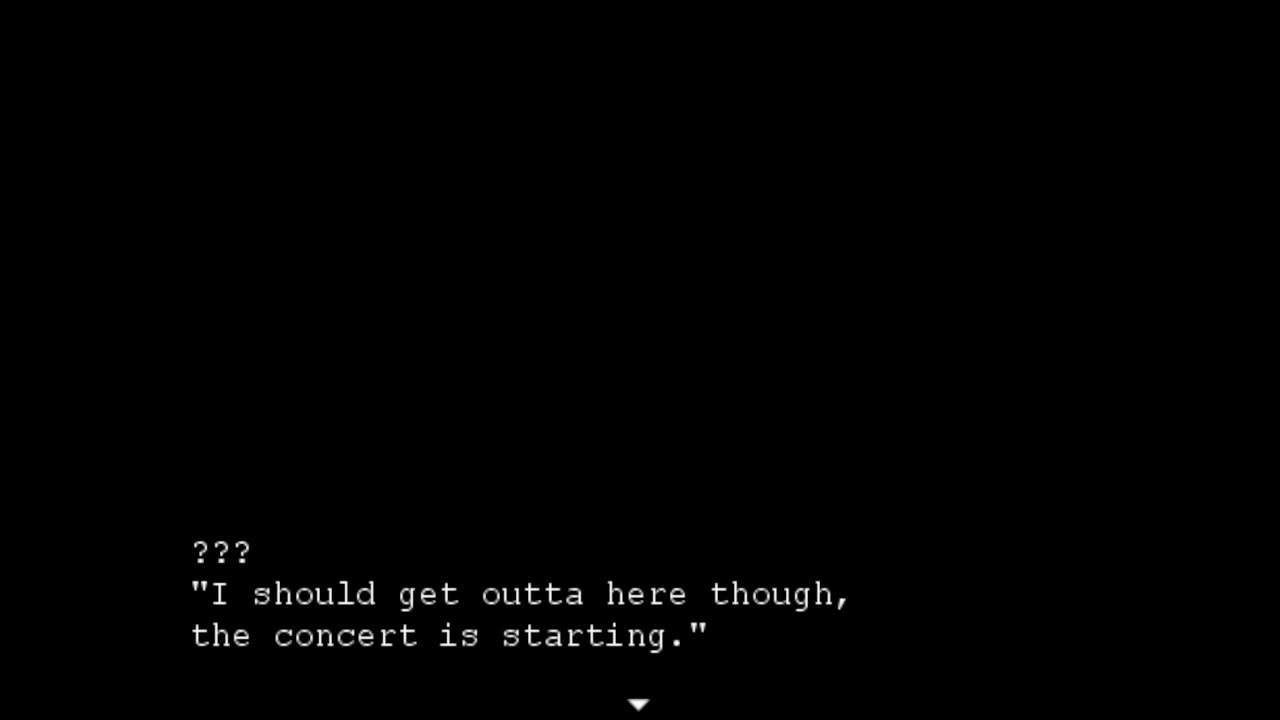 ???
"I should get outta here though,
the concert is starting."